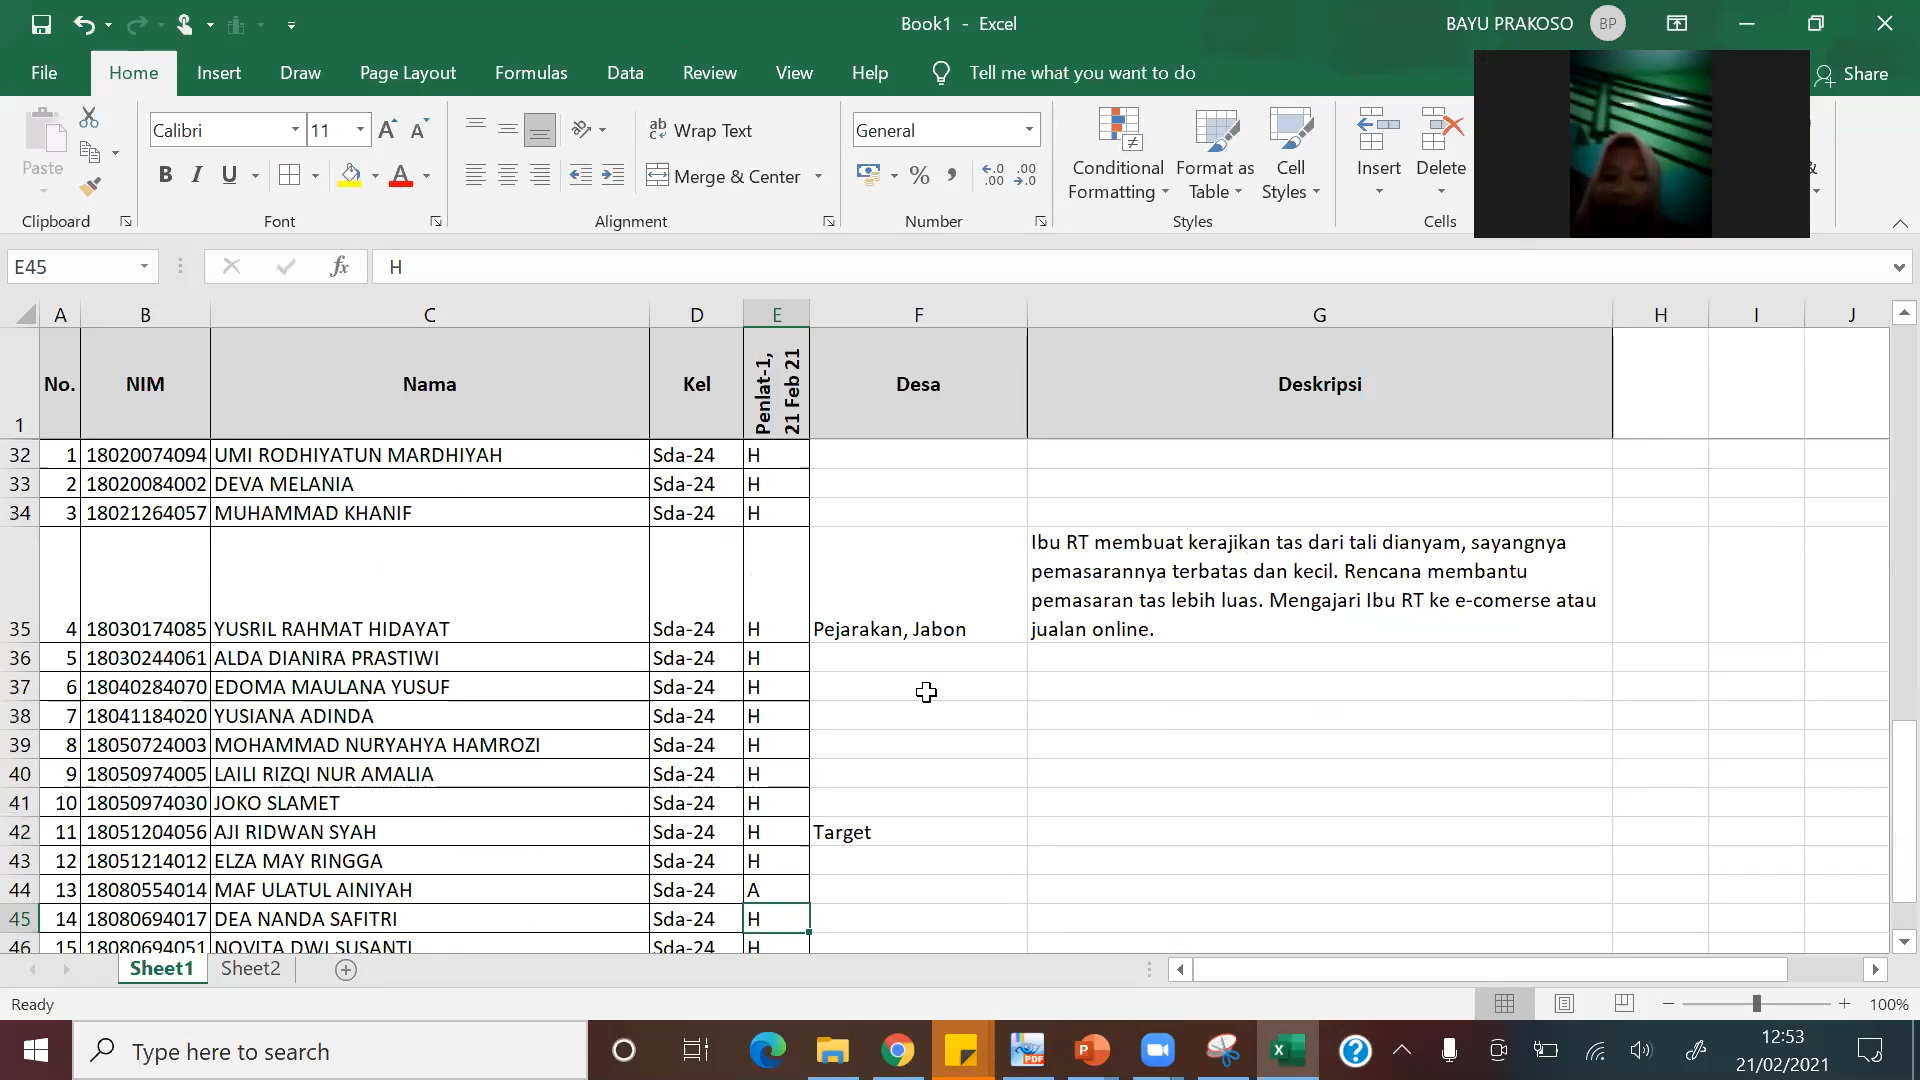 Book1 - Excel
BAYU PRAKOSO BP
File Home Insert Draw Page Layout Formulas Data Review View Help Tell me what you want to do Share
Paste
Clipboard
Calibri 11
B I U
Font
ab Wrap Text
Merge & Center
Alignment
General
% , .00 .00
Number
Conditional Formatting
Format as Table
Cell Styles
Styles
Insert Delete
Cells
&
E45 fx H
A B C D E F G H I J
1 No. NIM Nama Kel Penlat-1, 21 Feb 21 Desa Deskripsi
32 1 18020074094 UMI RODHIYATUN MARDHIYAH Sda-24 H
33 2 18020084002 DEVA MELANIA Sda-24 H
34 3 18021264057 MUHAMMAD KHANIF Sda-24 H
Ibu RT membuat kerajikan tas dari tali dianyam, sayangnya
pemasarannya terbatas dan kecil. Rencana membantu
pemasaran tas lebih luas. Mengajari Ibu RT ke e-comerse atau
35 4 18030174085 YUSRIL RAHMAT HIDAYAT Sda-24 H Pejarakan, Jabon jualan online.
36 5 18030244061 ALDA DIANIRA PRASTIWI Sda-24 H
37 6 18040284070 EDOMA MAULANA YUSUF Sda-24 H
38 7 18041184020 YUSIANA ADINDA Sda-24 H
39 8 18050724003 MOHAMMAD NURYAHYA HAMROZI Sda-24 H
40 9 18050974005 LAILI RIZQI NUR AMALIA Sda-24 H
41 10 18050974030 JOKO SLAMET Sda-24 H
42 11 18051204056 AJI RIDWAN SYAH Sda-24 H Target
43 12 18051214012 ELZA MAY RINGGA Sda-24 H
44 13 18080554014 MAF ULATUL AINIYAH Sda-24 A
45 14 18080694017 DEA NANDA SAFITRI Sda-24 H
46 15 18080694051 NOVITA DWI SUSANTI Sda-24 H
Sheet1 Sheet2
Ready 100%
Type here to search
12:53
21/02/2021